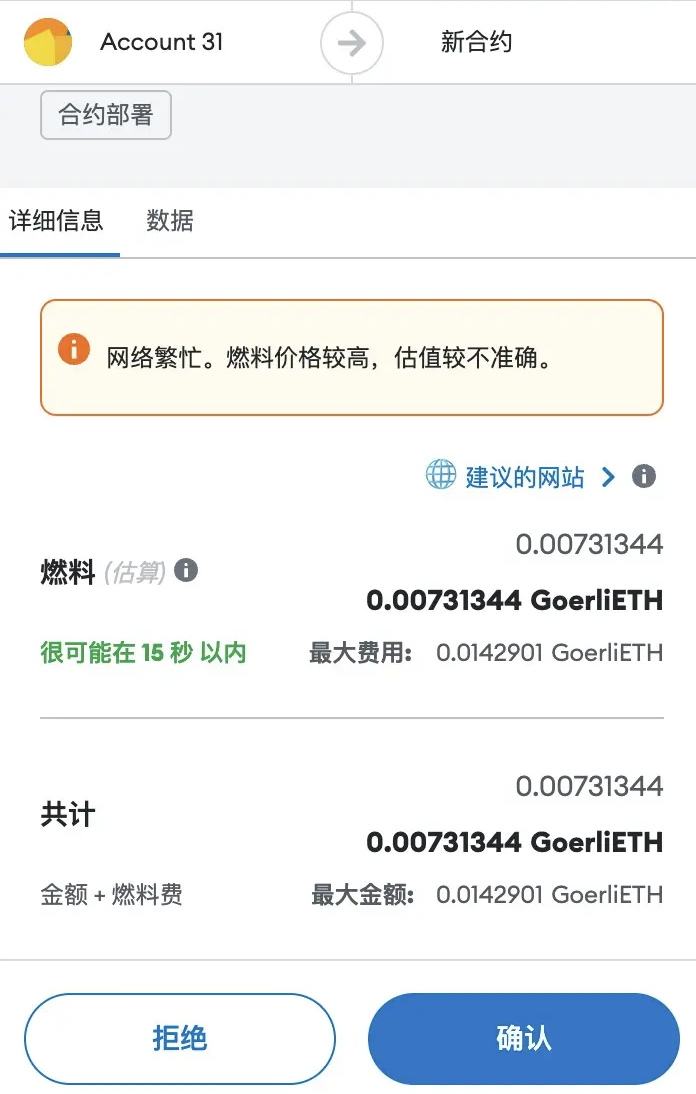 Account 31
新合约
合约部署
详细信息 数据
网络繁忙。燃料价格较高，估值较不准确。
建议的网站
0.00731344
燃料 (估算)
0.00731344 GoerliETH
很可能在 15 秒 以内 最大费用: 0.0142901 GoerliETH
0.00731344
共计
0.00731344 GoerliETH
金额 + 燃料费 最大金额: 0.0142901 GoerliETH
拒绝 确认